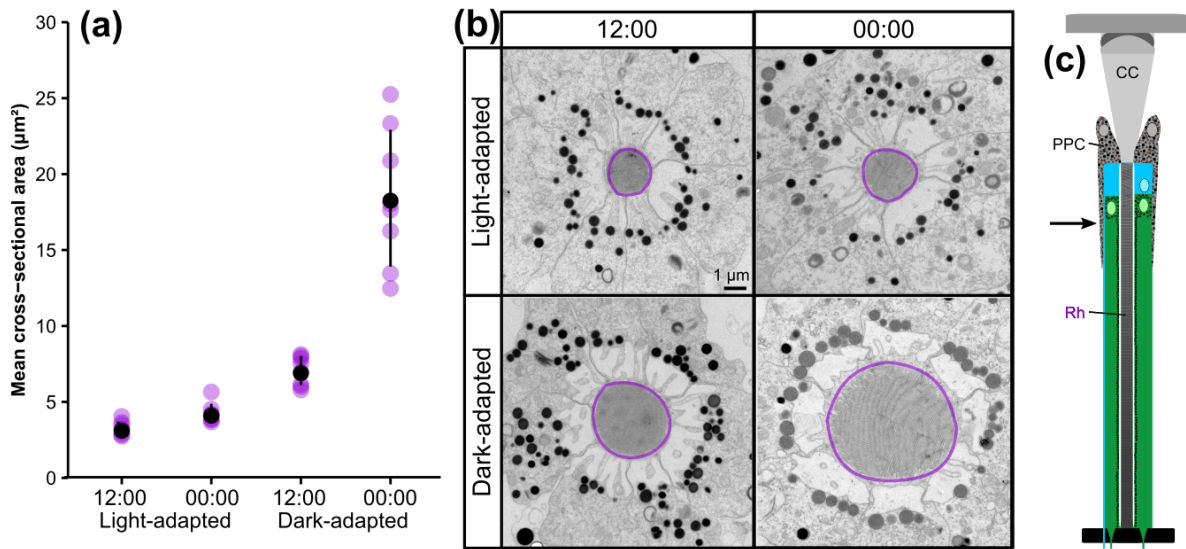 (a)
Mean cross-sectional area (µm²)
30
25
20
15
10
5
0
12:00 00:00 12:00 00:00
Light-adapted Dark-adapted
(b)
12:00 00:00
Light-adapted
1 µm
Dark-adapted
(c)
CC
PPC
Rh